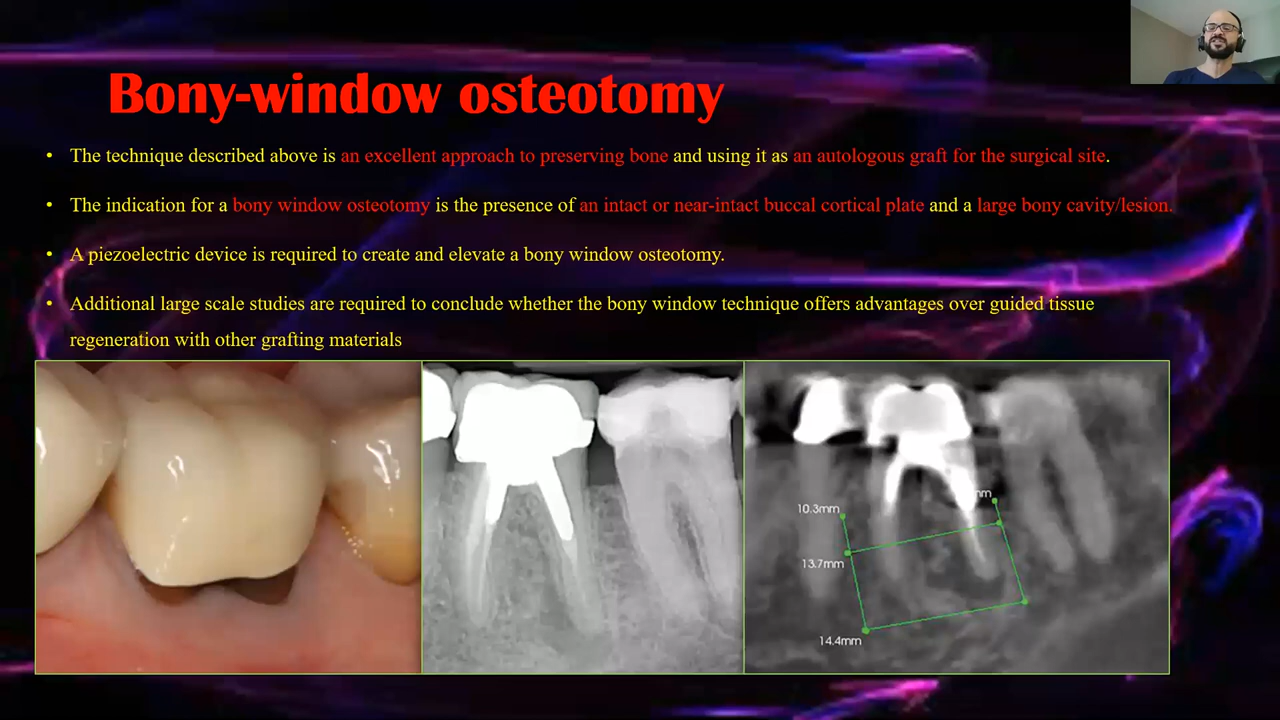 Bony-window osteotomy
• The technique described above is an excellent approach to preserving bone and using it as an autologous graft for the surgical site.
• The indication for a bony window osteotomy is the presence of an intact or near-intact buccal cortical plate and a large bony cavity/lesion.
• A piezoelectric device is required to create and elevate a bony window osteotomy.
• Additional large scale studies are required to conclude whether the bony window technique offers advantages over guided tissue
regeneration with other grafting materials
mm
10.3mm
13.7mm
14.4mm